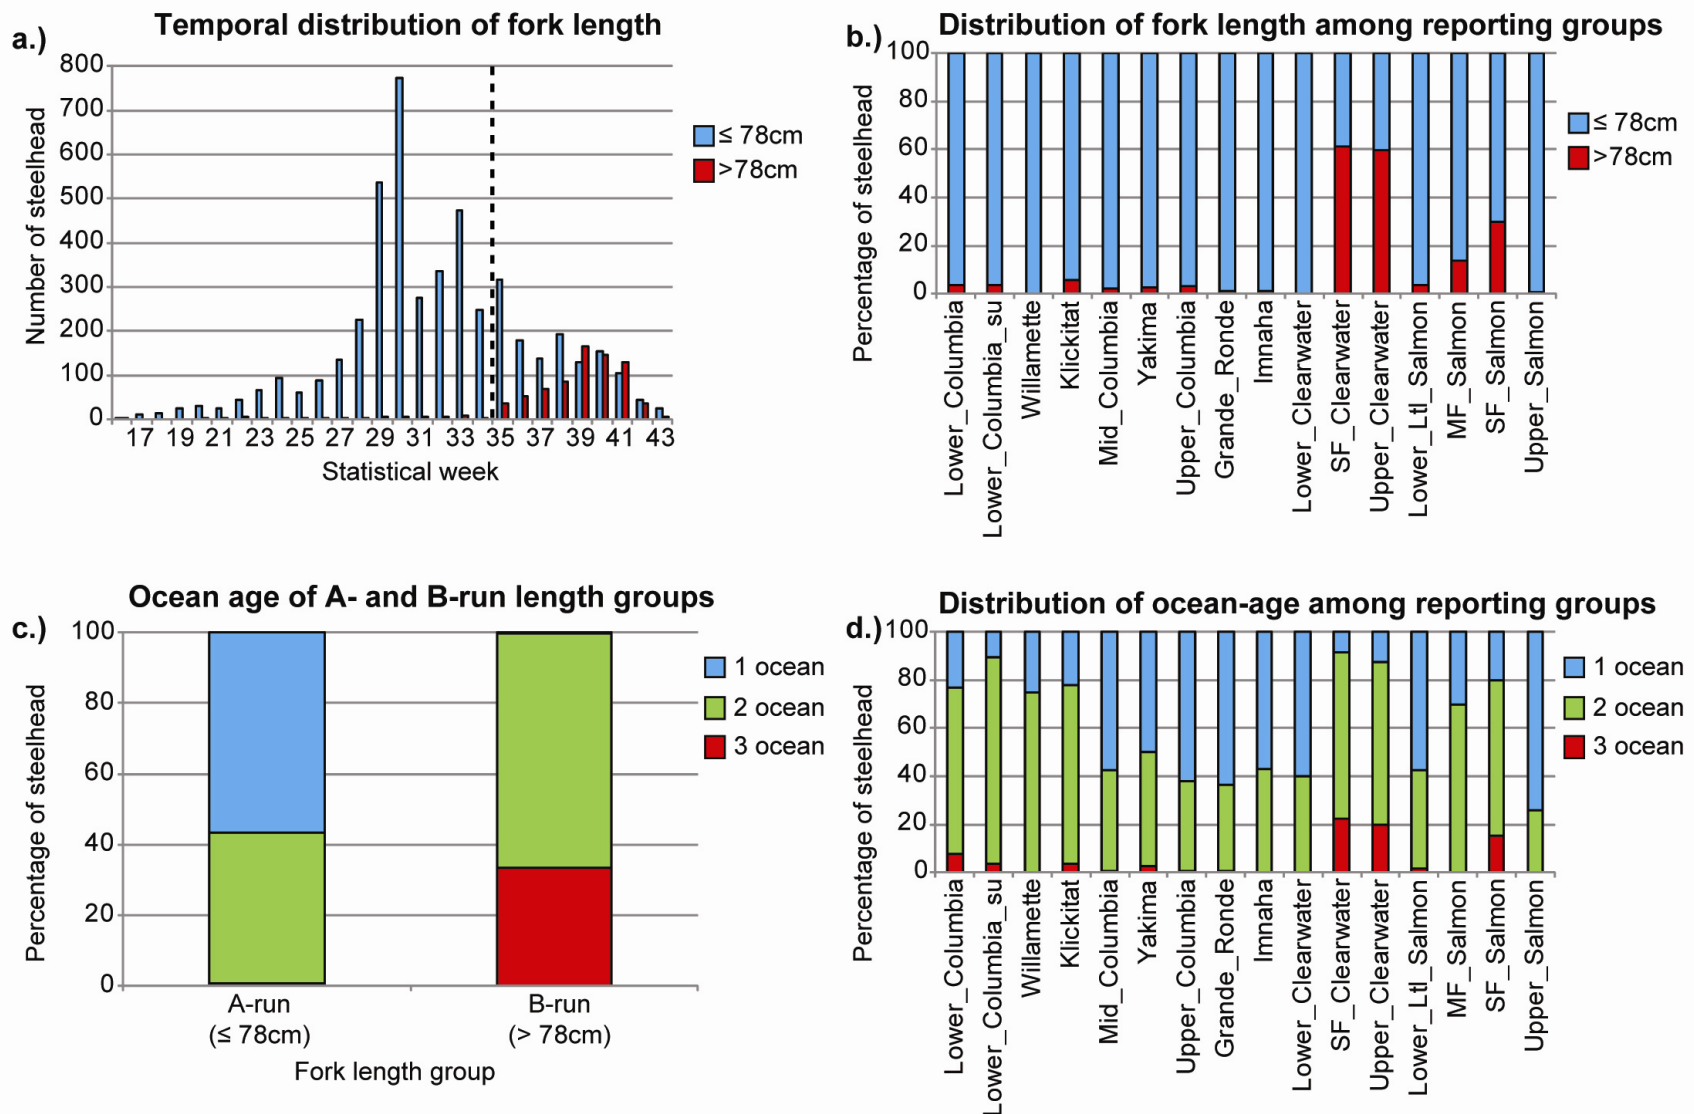 a.)
Temporal distribution of fork length
Number of steelhead
800
700
600
500
400
300
200
100
0
17 19 21 23 25 27 29 31 33 35 37 39 41 43
Statistical week
≤ 78cm
>78cm
b.)
Distribution of fork length among reporting groups
Percentage of steelhead
100
80
60
40
20
0
Lower_Columbia
Lower_Columbia_su
Willamette
Klickitat
Mid_Columbia
Yakima
Upper_Columbia
Grande_Ronde
Imnaha
Lower_Clearwater
SF_Clearwater
Upper_Clearwater
Lower_Ltl_Salmon
MF_Salmon
SF_Salmon
Upper_Salmon
≤ 78cm
>78cm
c.)
Ocean age of A- and B-run length groups
Percentage of steelhead
100
80
60
40
20
0
A-run
(≤ 78cm)
B-run
(> 78cm)
Fork length group
1 ocean
2 ocean
3 ocean
d.)
Distribution of ocean-age among reporting groups
Percentage of steelhead
100
80
60
40
20
0
Lower_Columbia
Lower_Columbia_su
Willamette
Klickitat
Mid_Columbia
Yakima
Upper_Columbia
Grande_Ronde
Imnaha
Lower_Clearwater
SF_Clearwater
Upper_Clearwater
Lower_Ltl_Salmon
MF_Salmon
SF_Salmon
Upper_Salmon
1 ocean
2 ocean
3 ocean